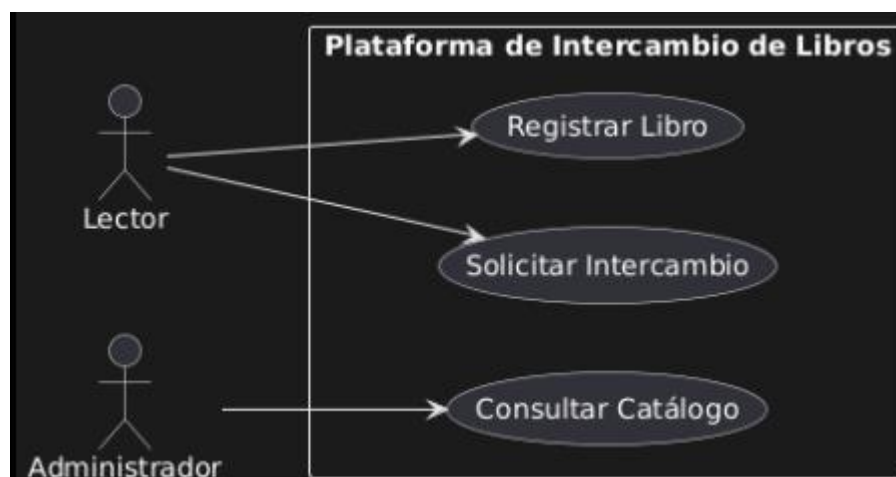 Plataforma de Intercambio de Libros
Registrar Libro
Lector
Solicitar Intercambio
Consultar Catálogo
Administrador